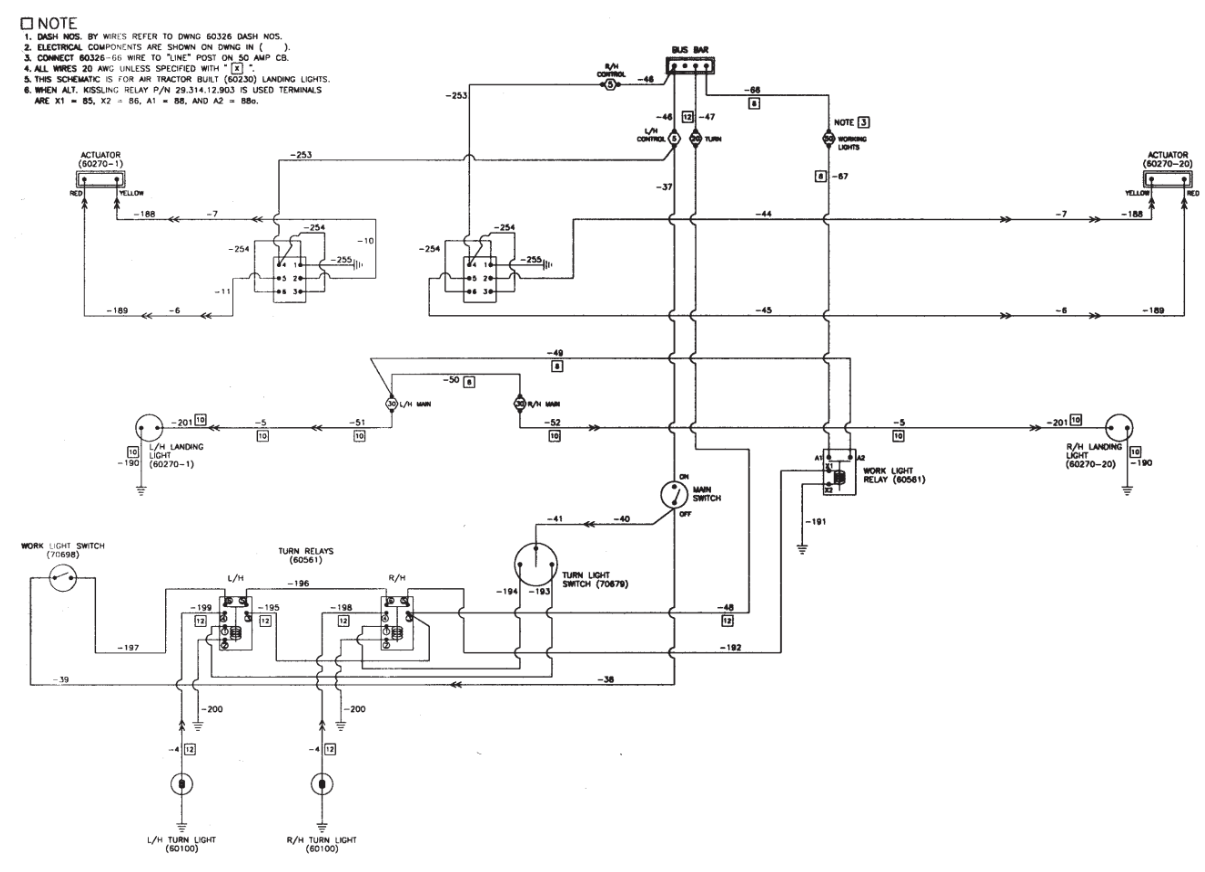 NOTE
1. DASH NOS. BY WIRES REFER TO DWNG 60326 DASH NOS.
2. ELECTRICAL COMPONENTS ARE SHOWN ON DWNG IN (     ).
3. CONNECT 60326-66 WIRE TO "LINE" POST ON 50 AMP CB.
4. ALL WIRES 20 AWG UNLESS SPECIFIED WITH " X ".
5. THIS SCHEMATIC IS FOR AIR TRACTOR BUILT (60230) LANDING LIGHTS.
6. WHEN ALT. KISSLING RELAY P/N 29.314.12.903 IS USED TERMINALS
ARE X1 = 85, X2 = 86, A1 = 88, AND A2 = 88a.
BUS BAR
R/H
CONTROL
5
-46
-253
-66
8
-46
12
-47
L/H
CONTROL
5
20
TURN
NOTE 3
50
WORKING
LIGHTS
-253
ACTUATOR
(60270-1)
RED
YELLOW
ACTUATOR
(60270-20)
YELLOW
RED
8
-67
-37
-188
-7
-44
-7
-188
-254
-254
-10
-254
-254
4 1
-255
5 2
6 3
4 1
-255
5 2
6 3
-11
-189
-6
-45
-6
-189
-49
8
-50
8
30
L/H MAIN
30
R/H MAIN
-201
10
-5
10
-51
10
-52
10
-5
10
-201
10
10
-190
L/H LANDING
LIGHT
(60270-1)
R/H LANDING
LIGHT
(60270-20)
10
-190
A1
A2
X1
X2
WORK LIGHT
RELAY (60561)
ON
MAIN
SWITCH
OFF
-41
-40
-191
WORK LIGHT SWITCH
(70698)
TURN RELAYS
(60561)
L/H
R/H
-196
TURN LIGHT
SWITCH (70679)
-194
-193
-199
12
-195
12
-198
12
-48
12
-197
-192
-39
-38
-200
-200
-4
12
-4
12
L/H TURN LIGHT
(60100)
R/H TURN LIGHT
(60100)